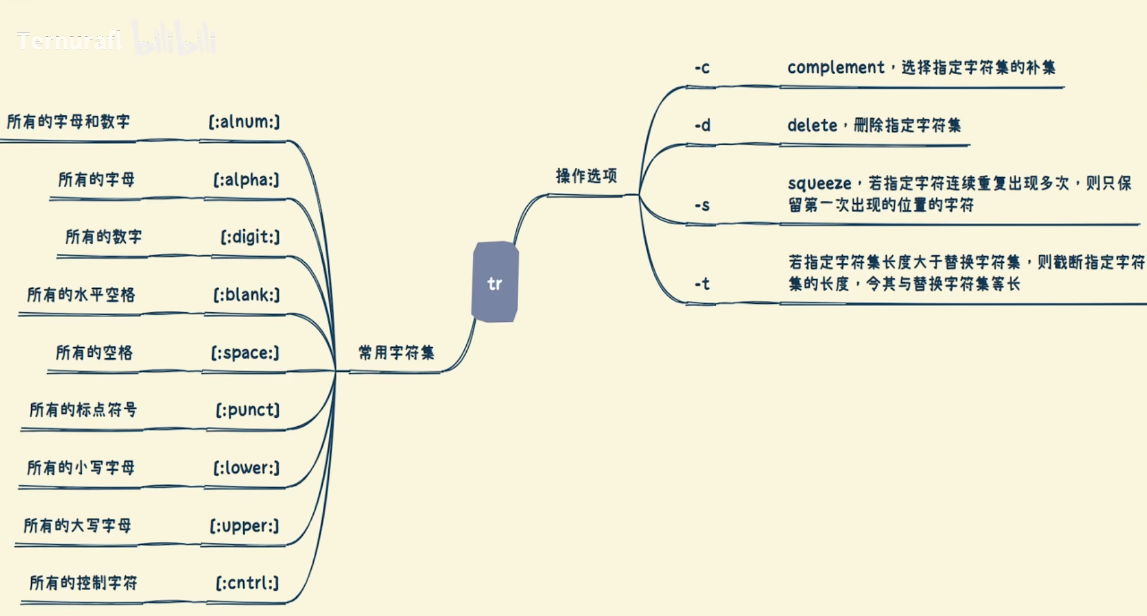 Ternura⺋ bilibili
-c complement，选择指定字符集的补集
-d delete，删除指定字符集
操作选项
-s squeeze，若指定字符连续重复出现多次，则只保
留第一次出现的位置的字符
-t 若指定字符集长度大于替换字符集，则截断指定字符
集的长度，令其与替换字符集等长
tr
常用字符集
所有的字母和数字 [:alnum:]
所有的字母 [:alpha:]
所有的数字 [:digit:]
所有的水平空格 [:blank:]
所有的空格 [:space:]
所有的标点符号 [:punct]
所有的小写字母 [:lower:]
所有的大写字母 [:upper:]
所有的控制字符 [:cntrl:]